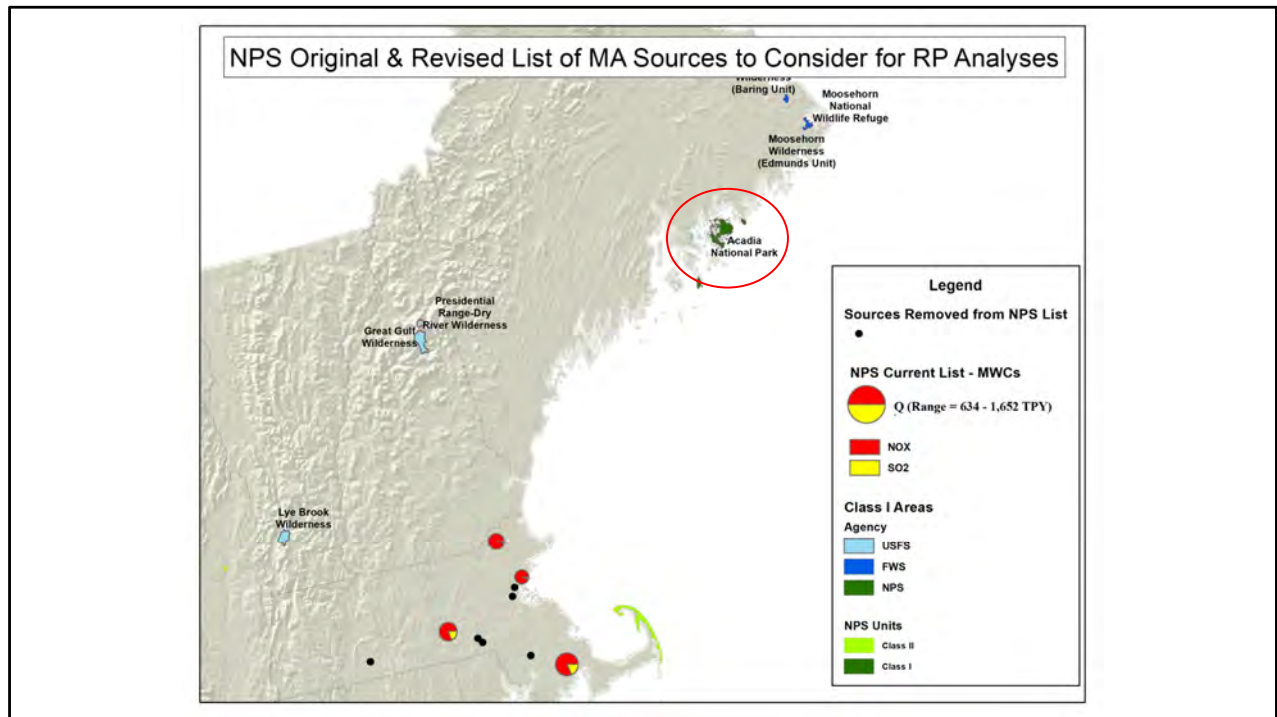 NPS Original & Revised List of MA Sources to Consider for RP Analyses
Wilderness
(Baring Unit)
Moosehorn
National
Wildlife Refuge
Moosehorn
Wilderness
(Edmunds Unit)
Acadia
National Park
Presidential
Range-Dry
River Wilderness
Great Gulf
Wilderness
Lye Brook
Wilderness
Legend
Sources Removed from NPS List
NPS Current List - MWCs
Q (Range = 634 - 1,652 TPY)
NOX
SO2
Class I Areas
Agency
USFS
FWS
NPS
NPS Units
Class II
Class I